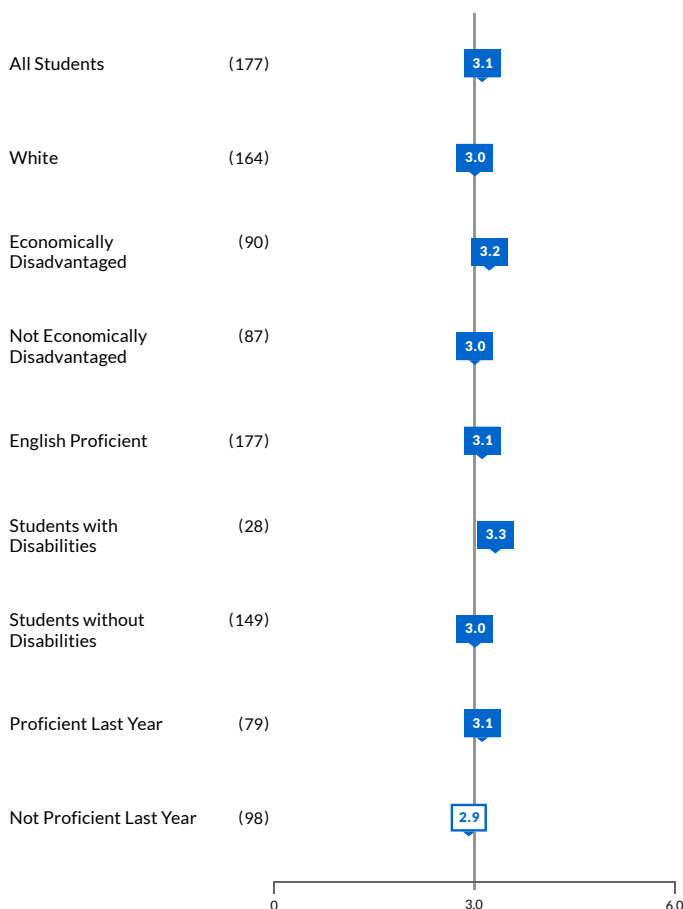 All Students (177) 3.1
White (164) 3.0
Economically (90)
Disadvantaged 3.2
Not Economically (87)
Disadvantaged 3.0
English Proficient (177) 3.1
Students with (28)
Disabilities 3.3
Students without (149)
Disabilities 3.0
Proficient Last Year (79) 3.1
Not Proficient Last Year (98) 2.9
0 3.0 6.0